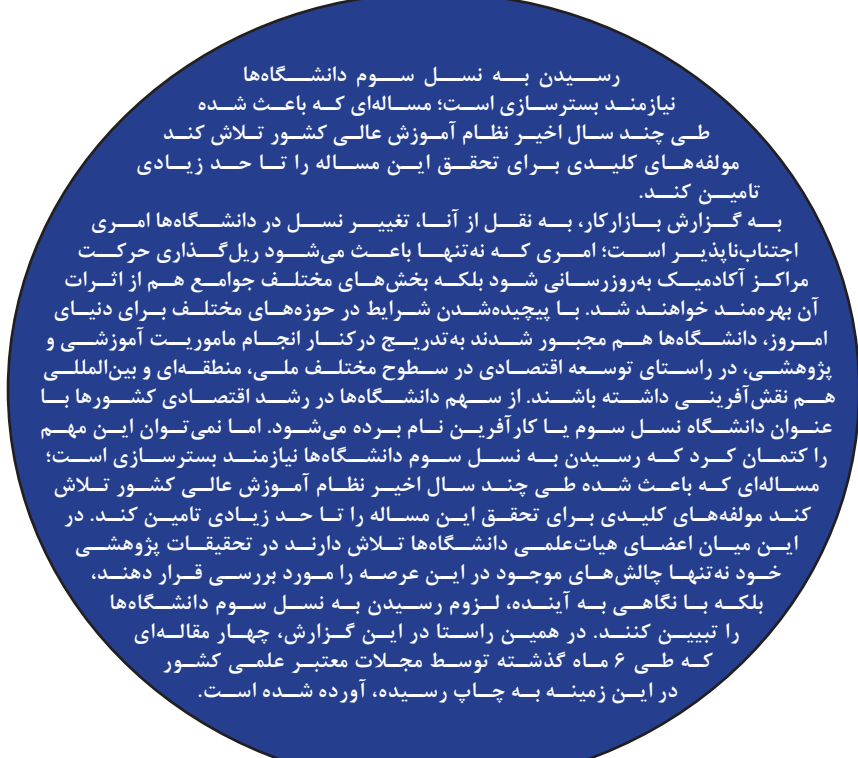 رسیدن به نسل سوم دانشگاه‌ها
نیازمند بسترسازی است؛ مساله‌ای که باعث شده
طی چند سال اخیر نظام آموزش عالی کشور تلاش کند
مولفه‌های کلیدی برای تحقق این مساله را تا حد زیادی
تامین کند.
به گزارش بازارکار، به نقل از آنا، تغییر نسل در دانشگاه‌ها امری
اجتناب‌ناپذیر است؛ امری که نه‌تنها باعث می‌شود ریل‌گذاری حرکت
مراکز آکادمیک به‌روزرسانی شود بلکه بخش‌های مختلف جوامع هم از اثرات
آن بهره‌مند خواهند شد. با پیچیده‌شدن شرایط در حوزه‌های مختلف برای دنیای
امروز، دانشگاه‌ها هم مجبور شدند به‌تدریج درکنار انجام ماموریت آموزشی و
پژوهشی، در راستای توسعه اقتصادی در سطوح مختلف ملی، منطقه‌ای و بین‌المللی
هم نقش‌آفرینی داشته باشند. از سهم دانشگاه‌ها در رشد اقتصادی کشورها با
عنوان دانشگاه نسل سوم یا کارآفرین نام برده می‌شود. اما نمی‌توان این مهم
را کتمان کرد که رسیدن به نسل سوم دانشگاه‌ها نیازمند بسترسازی است؛
مساله‌ای که باعث شده طی چند سال اخیر نظام آموزش عالی کشور تلاش
کند مولفه‌های کلیدی برای تحقق این مساله را تا حد زیادی تامین کند. در
این میان اعضای هیات‌علمی دانشگاه‌ها تلاش دارند در تحقیقات پژوهشی
خود نه‌تنها چالش‌های موجود در این عرصه را مورد بررسی قرار دهند،
بلکه با نگاهی به آینده، لزوم رسیدن به نسل سوم دانشگاه‌ها
را تبیین کنند. در همین راستا در این گزارش، چهار مقاله‌ای
که طی ۶ ماه گذشته توسط مجلات معتبر علمی کشور
در این زمینه به چاپ رسیده، آورده شده است.